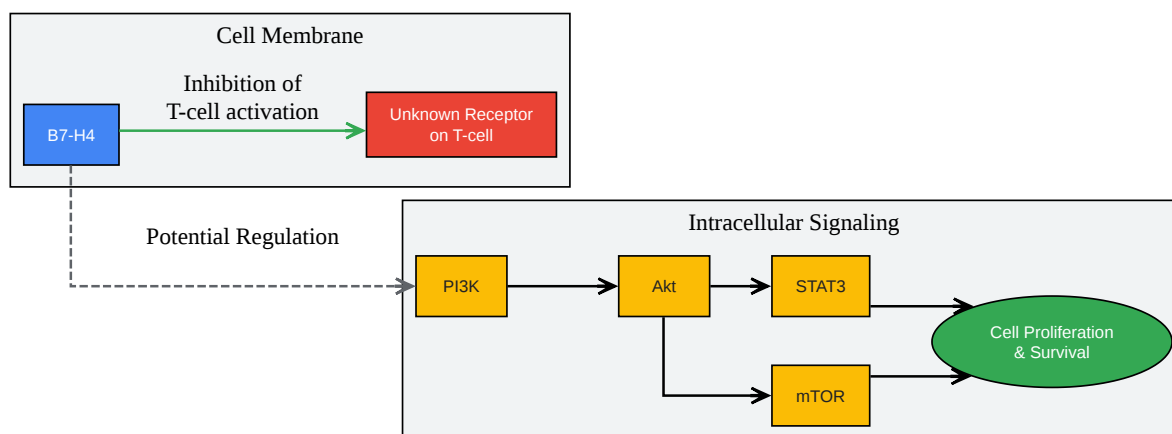 Cell Membrane
Inhibition of
T-cell activation
B7-H4
Unknown Receptor
on T-cell
Potential Regulation
Intracellular Signaling
PI3K
Akt
STAT3
Cell Proliferation
& Survival
mTOR